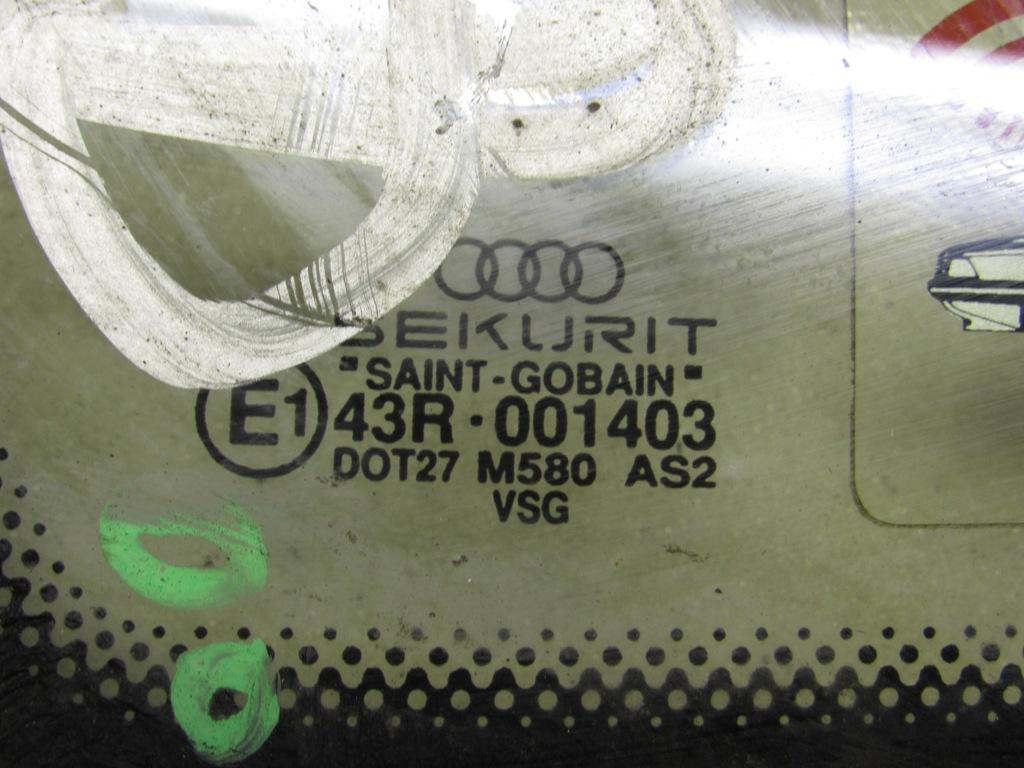 SEKURIT
"SAINT-GOBAIN"
E1 43R·001403
DOT27 M580 AS2
VSG